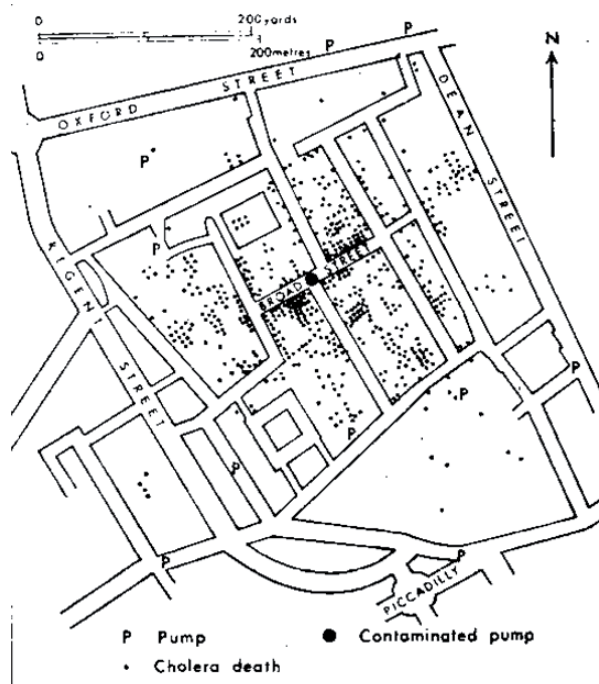 0 200 yards
0 200 metres
N
P P
OXFORD STREET
DEAN STREET
P
P
REGENT STREET
BROAD STREET
P
P
P
P
P
P
PICCADILLY
P Pump
● Contaminated pump
• Cholera death